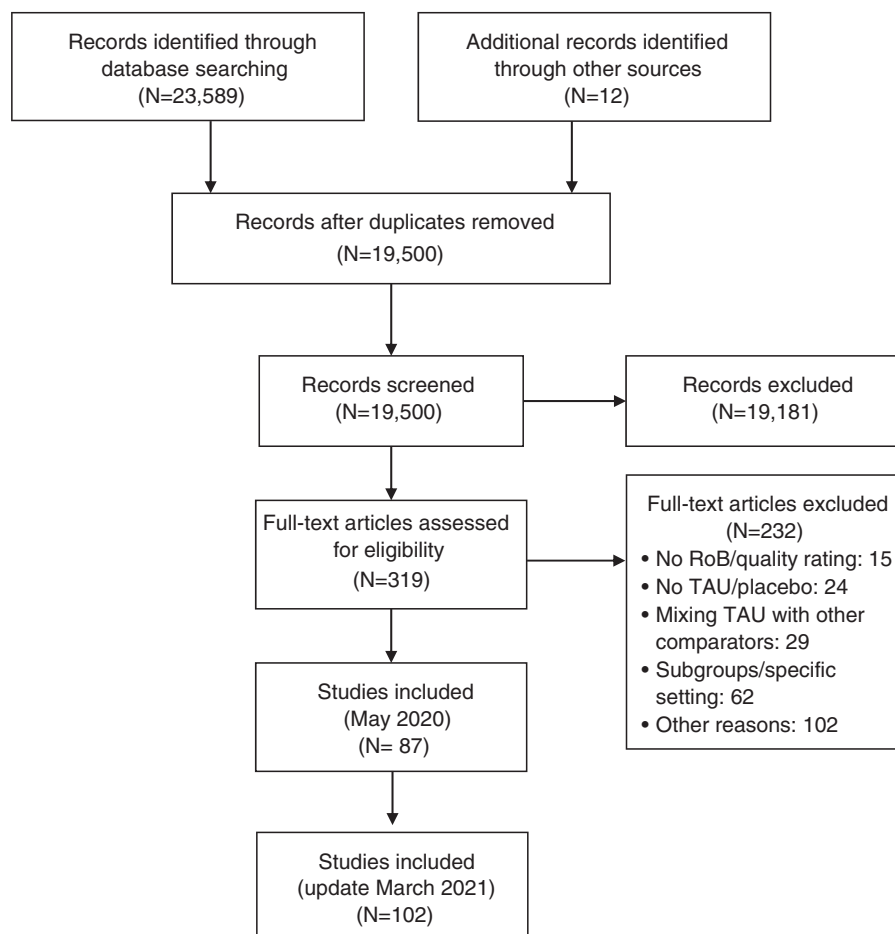 Records identified through
database searching
(N=23,589)
Additional records identified
through other sources
(N=12)
Records after duplicates removed
(N=19,500)
Records screened
(N=19,500)
Records excluded
(N=19,181)
Full-text articles assessed
for eligibility
(N=319)
Full-text articles excluded
(N=232)
• No RoB/quality rating: 15
• No TAU/placebo: 24
• Mixing TAU with other
comparators: 29
• Subgroups/specific
setting: 62
• Other reasons: 102
Studies included
(May 2020)
(N= 87)
Studies included
(update March 2021)
(N=102)